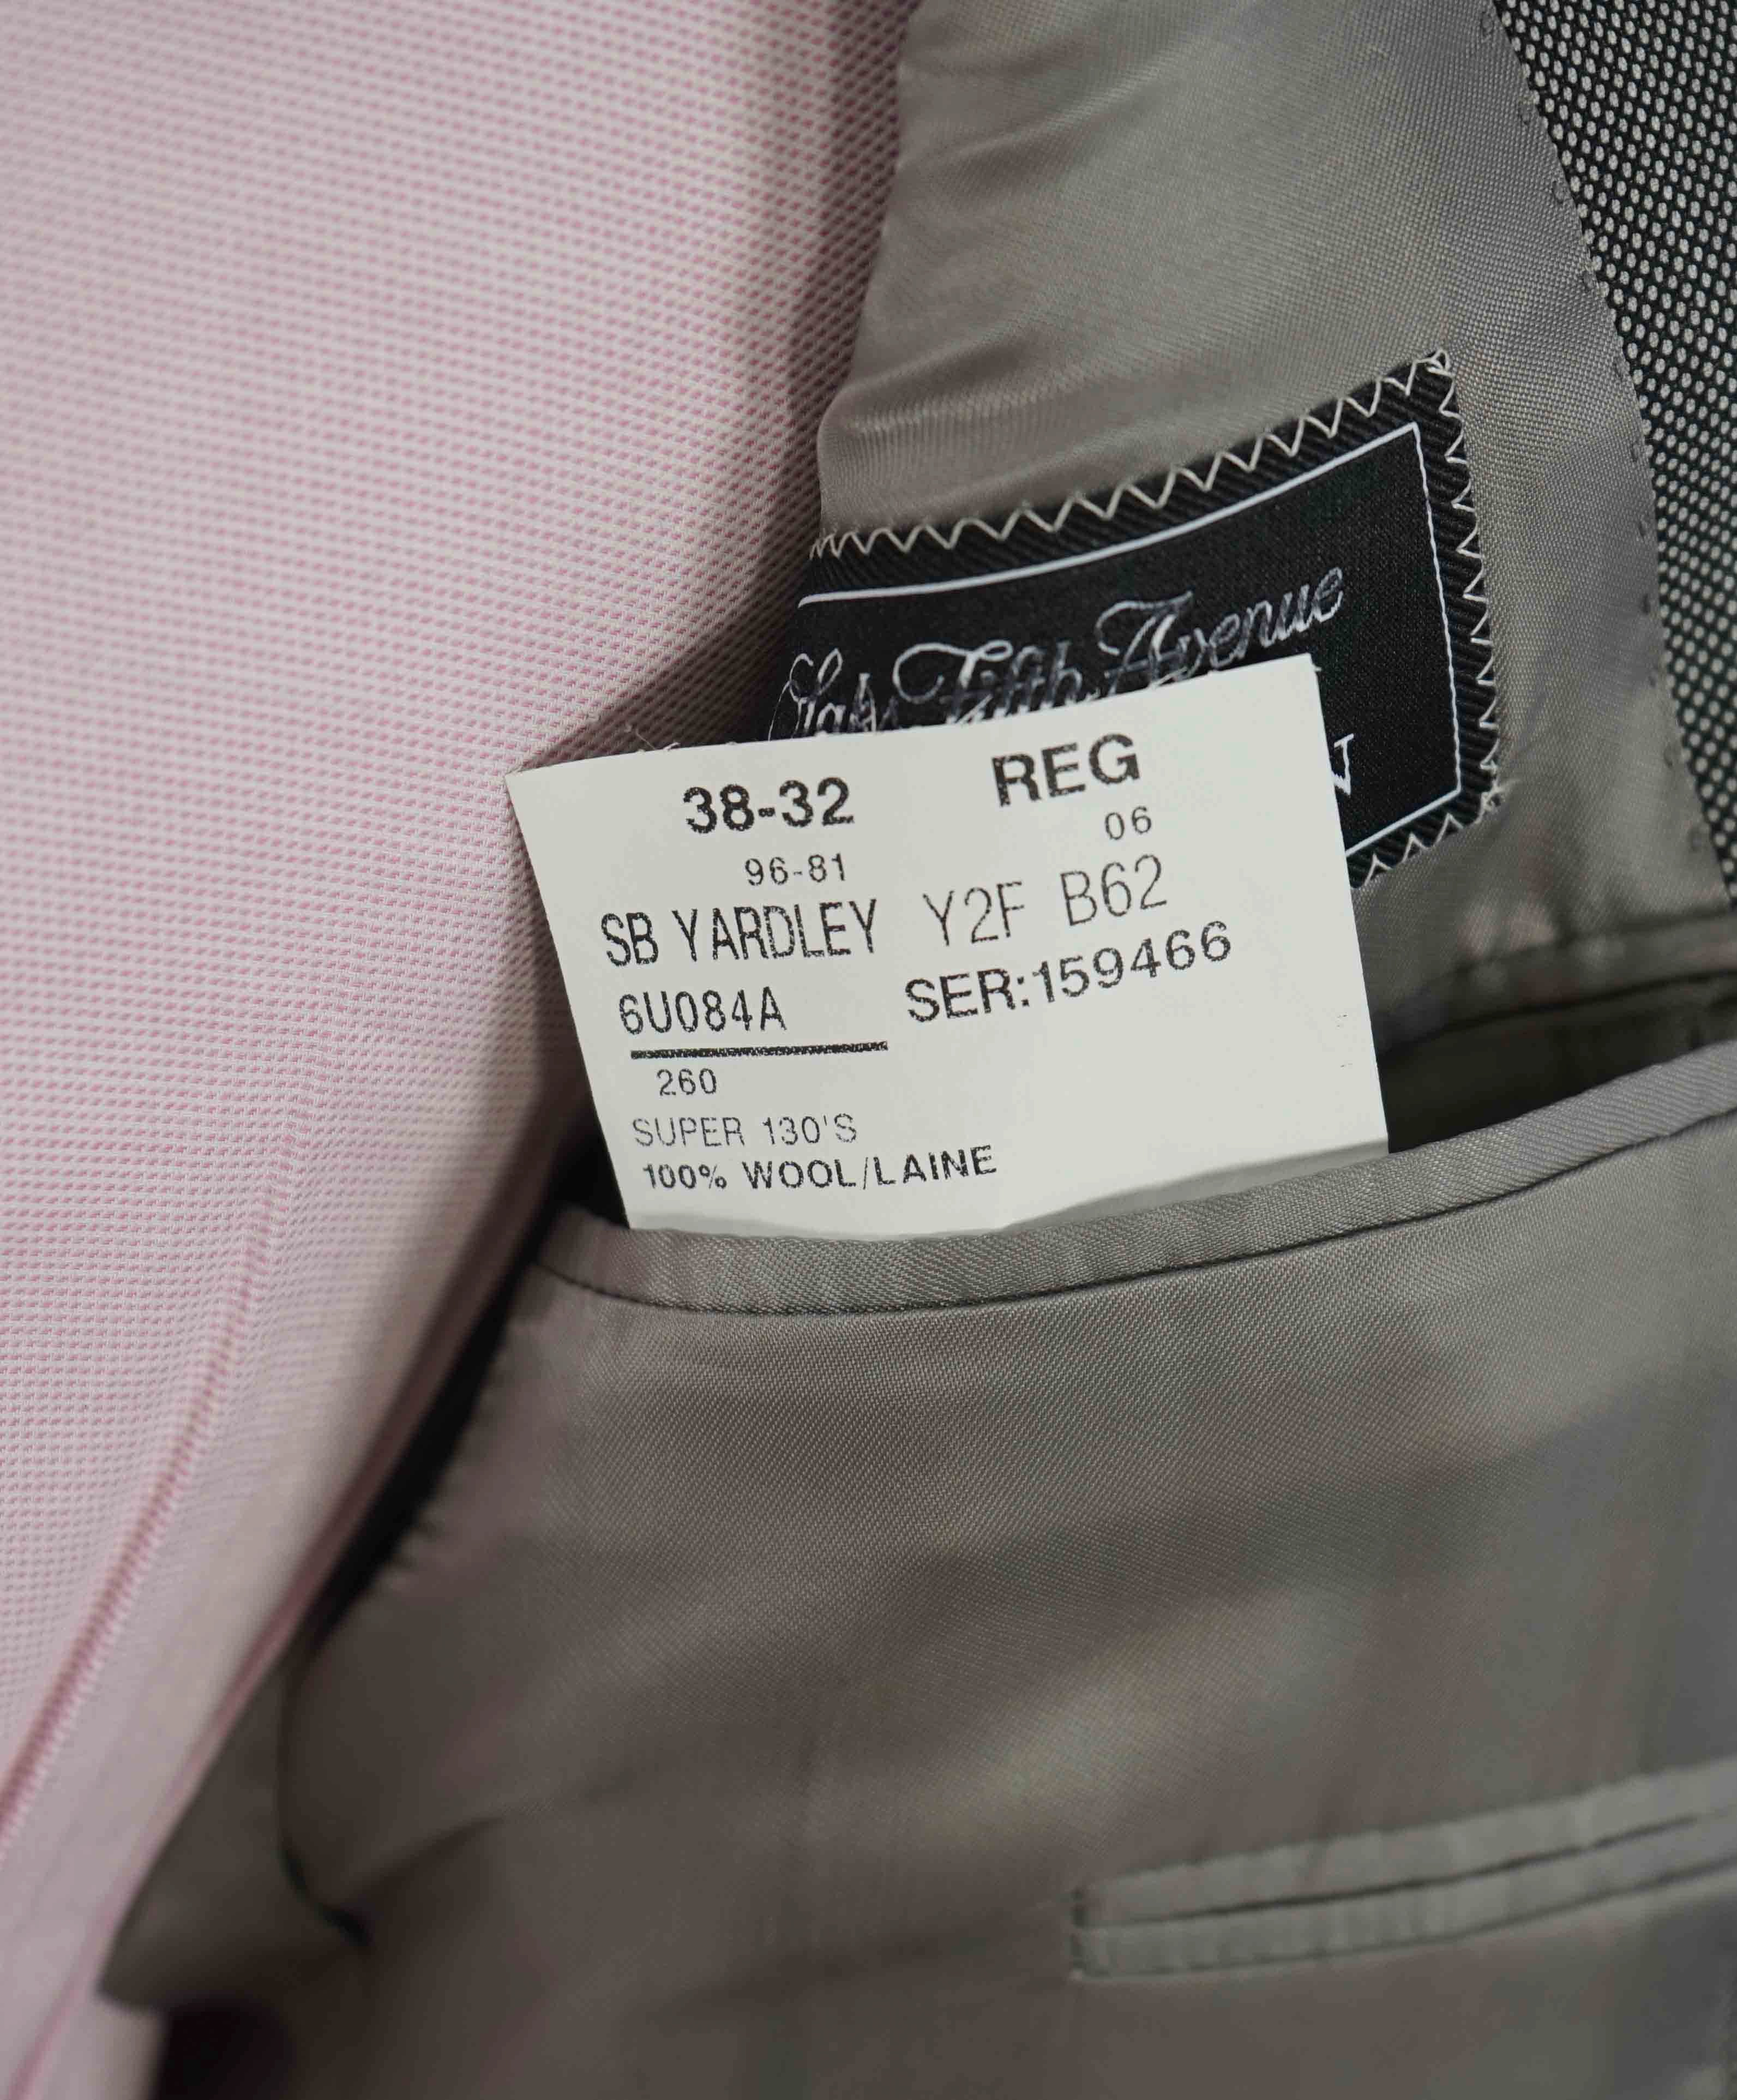 Saks Fifth Avenue
38-32 REG
96-81 06
SB YARDLEY Y2F B62
6U084A SER:159466
260
SUPER 130'S
100% WOOL/LAINE